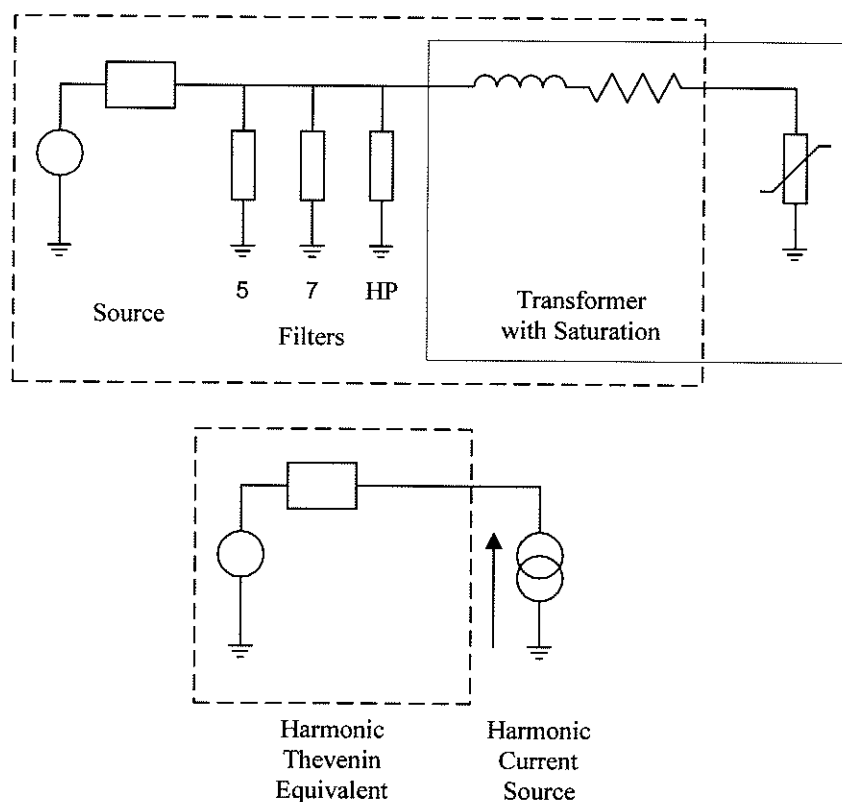 5 7 HP
Source
Filters
Transformer
with Saturation
Harmonic
Thevenin
Equivalent
Harmonic
Current
Source